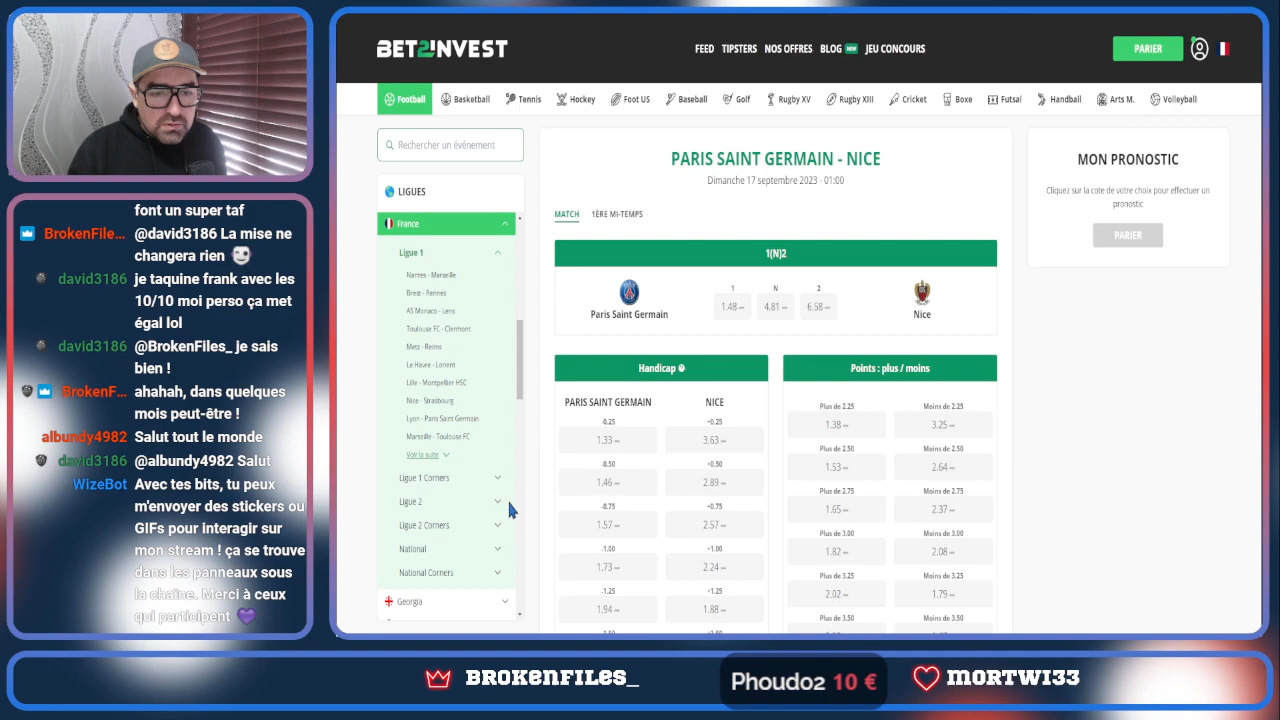 font un super taf
BrokenFile... @david3186 La mise ne
changera rien
david3186 je taquine frank avec les
10/10 moi perso ça met
égal lol
david3186 @BrokenFiles_ je sais
bien !
BrokenF... ahahah, dans quelques
mois peut-être !
albundy4982 Salut tout le monde
david3186 @albundy4982 Salut
WizeBot Avec tes bits, tu peux
m'envoyer des stickers ou
GIFs pour interagir sur
mon stream ! ça se trouve
dans les panneaux sous
la chaîne. Merci à ceux
qui participent
BET2INVEST
FEED TIPSTERS NOS OFFRES BLOG NEW JEU CONCOURS
PARIER
Football Basketball Tennis Hockey Foot US Baseball Golf Rugby XV Rugby XIII Cricket Boxe Futsal Handball Arts M. Volleyball
Rechercher un événement
LIGUES
France
Ligue 1
Nantes - Marseille
Brest - Rennes
AS Monaco - Lens
Toulouse FC - Clermont
Metz - Reims
Le Havre - Lorient
Lille - Montpellier HSC
Nice - Strasbourg
Lyon - Paris Saint Germain
Marseille - Toulouse FC
Voir la suite
Ligue 1 Corners
Ligue 2
Ligue 2 Corners
National
National Corners
Georgia
PARIS SAINT GERMAIN - NICE
Dimanche 17 septembre 2023 - 01:00
MATCH 1ÈRE MI-TEMPS
1(N)2
1 N 2
1.48 4.81 6.58
Paris Saint Germain Nice
Handicap
PARIS SAINT GERMAIN NICE
-0.25 +0.25
1.33 3.63
-0.50 +0.50
1.46 2.89
-0.75 +0.75
1.57 2.57
-1.00 +1.00
1.73 2.24
-1.25 +1.25
1.94 1.88
Points : plus / moins
Plus de 2.25 Moins de 2.25
1.38 3.25
Plus de 2.50 Moins de 2.50
1.53 2.64
Plus de 2.75 Moins de 2.75
1.65 2.37
Plus de 3.00 Moins de 3.00
1.82 2.08
Plus de 3.25 Moins de 3.25
2.02 1.79
Plus de 3.50 Moins de 3.50
MON PRONOSTIC
Cliquez sur la cote de votre choix pour effectuer un
pronostic
PARIER
BROKENFILES_ Phoudo2 10 € MORTWI33